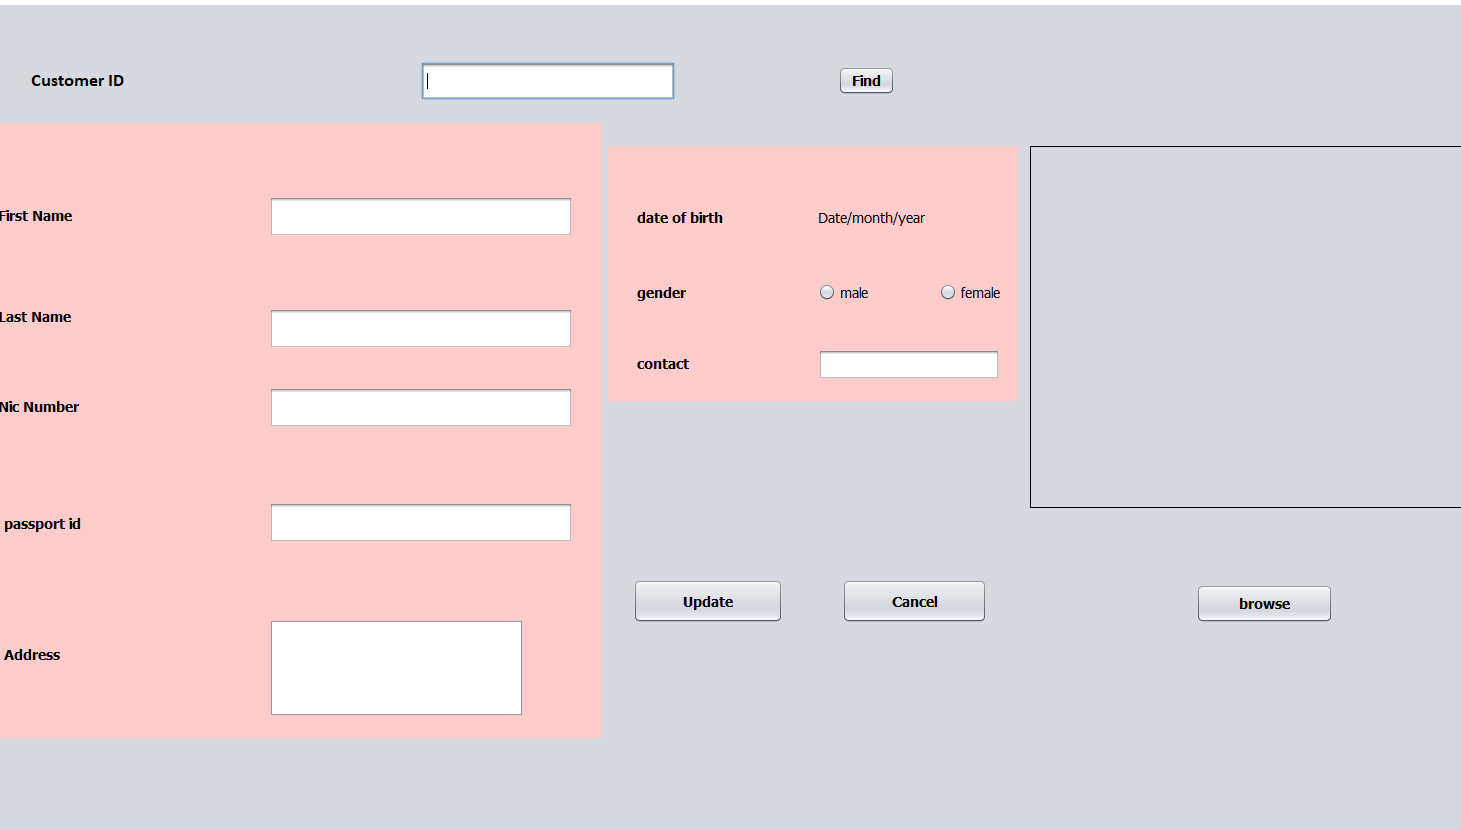 Customer ID
Find
First Name
Last Name
Nic Number
passport id
Address
date of birth Date/month/year
gender male female
contact
Update
Cancel
browse